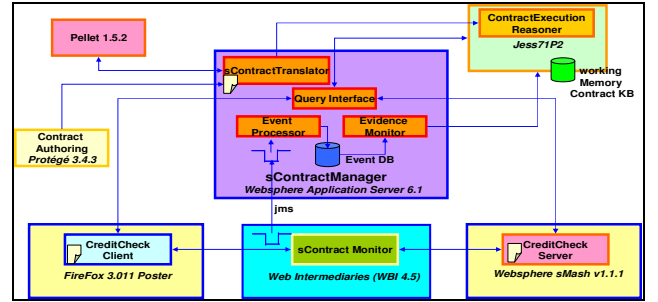 Pellet 1.5.2
ContractExecution
Reasoner
Jess71P2
working
Memory
Contract KB
sContractTranslator
Query Interface
Event
Processor
Evidence
Monitor
Event DB
sContractManager
Websphere Application Server 6.1
Contract
Authoring
Protégé 3.4.3
jms
CreditCheck
Client
FireFox 3.011 Poster
sContract Monitor
Web Intermediaries (WBI 4.5)
CreditCheck
Server
Websphere sMash v1.1.1